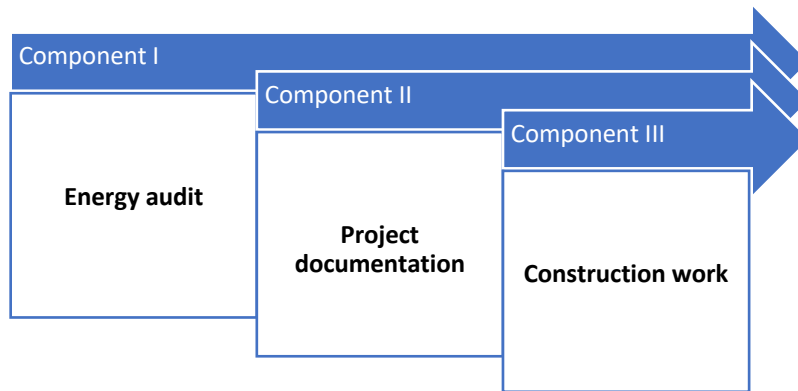 Component I
Energy audit
Component II
Project
documentation
Component III
Construction work